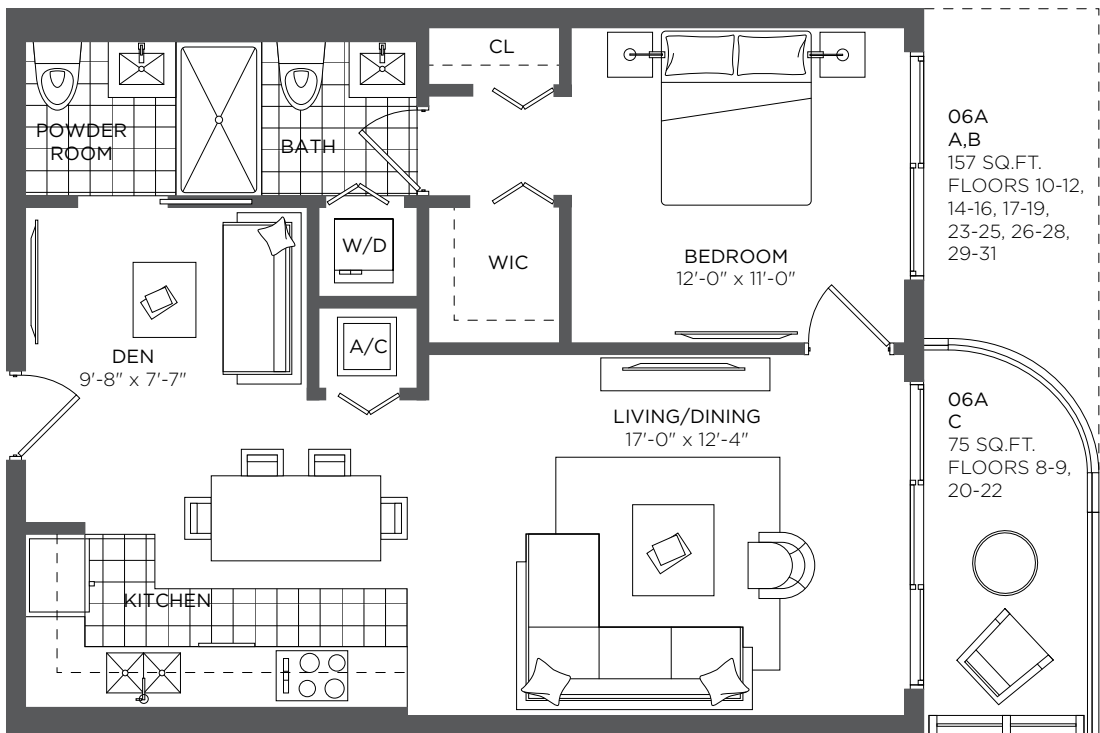 CL
POWDER
ROOM
BATH
W/D
WIC
BEDROOM
12'-0" x 11'-0"
06A
A,B
157 SQ.FT.
FLOORS 10-12,
14-16, 17-19,
23-25, 26-28,
29-31
A/C
DEN
9'-8" x 7'-7"
LIVING/DINING
17'-0" x 12'-4"
06A
C
75 SQ.FT.
FLOORS 8-9,
20-22
KITCHEN